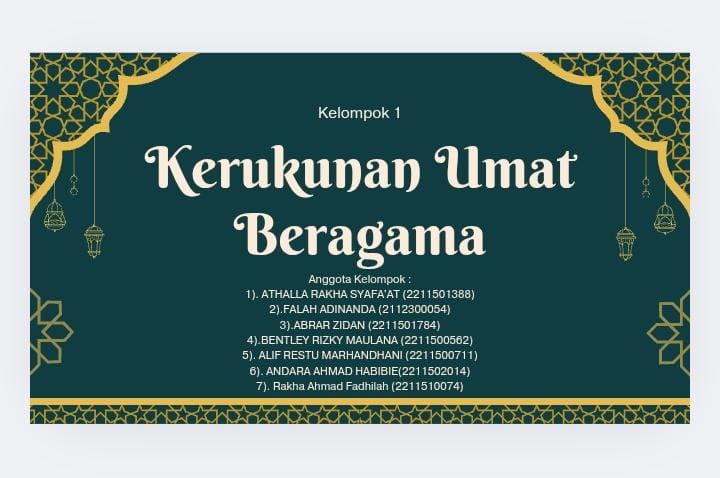 Kelompok 1
Kerukunan Umat
Beragama
Anggota Kelompok :
1). ATHALLA RAKHA SYAFA'AT (2211501388)
2).FALAH ADINANDA (2112300054)
3).ABRAR ZIDAN (2211501784)
4).BENTLEY RIZKY MAULANA (2211500562)
5). ALIF RESTU MARHANDHANI (2211500711)
6). ANDARA AHMAD HABIBIE(2211502014)
7). Rakha Ahmad Fadhilah (2211510074)